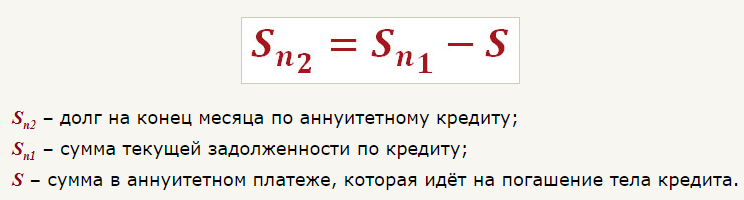 Sn2 = Sn1 − S
Sn2 – долг на конец месяца по аннуитетному кредиту;
Sn1 – сумма текущей задолженности по кредиту;
S – сумма в аннуитетном платеже, которая идёт на погашение тела кредита.